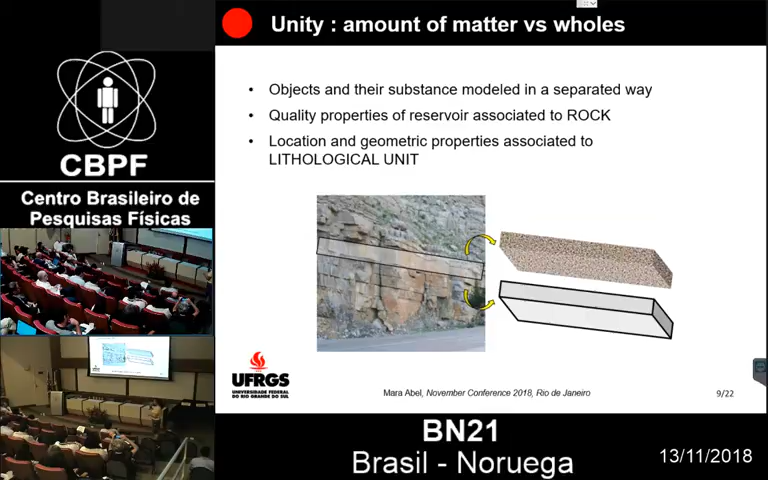 Unity : amount of matter vs wholes
• Objects and their substance modeled in a separated way
• Quality properties of reservoir associated to ROCK
• Location and geometric properties associated to
LITHOLOGICAL UNIT
CBPF
Centro Brasileiro de
Pesquisas Físicas
UFRGS
UNIVERSIDADE FEDERAL
DO RIO GRANDE DO SUL
Mara Abel, November Conference 2018, Rio de Janeiro
9/22
BN21
Brasil - Noruega
13/11/2018